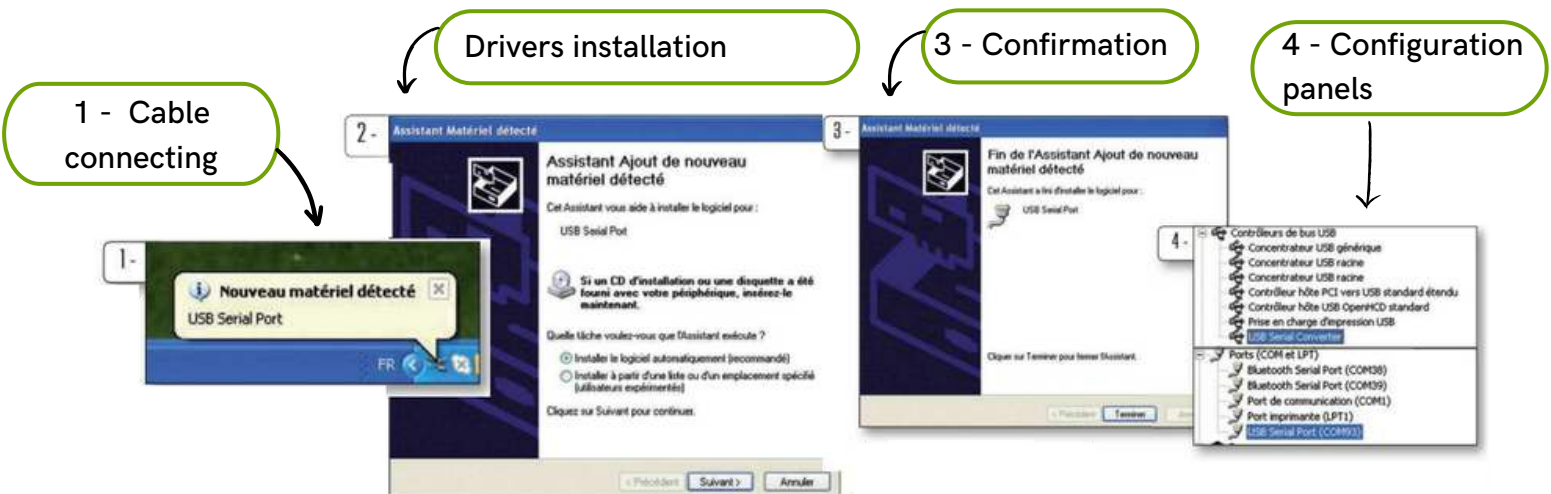 1 - Cable
connecting
Drivers installation
3 - Confirmation
4 - Configuration
panels
1-
Nouveau matériel détecté
USB Serial Port
FR
2 -
Assistant Matériel détecté
Assistant Ajout de nouveau
matériel détecté
Cet Assistant vous aide à installer le logiciel pour :
USB Serial Port
Si un CD d'installation ou une disquette a été
fourni avec votre périphérique, insérez-le
maintenant.
Quelle tâche voulez-vous que l'Assistant exécute ?
Installer le logiciel automatiquement (recommandé)
Installer à partir d'une liste ou d'un emplacement spécifié
(utilisateurs expérimentés)
Cliquez sur Suivant pour continuer.
< Précédent
Suivant >
Annuler
3 -
Assistant Matériel détecté
Fin de l'Assistant Ajout de nouveau
matériel détecté
Cet Assistant a fini d'installer le logiciel pour :
USB Serial Port
Cliquer sur Terminer pour fermer l'Assistant.
< Précédent
Terminer
4 -
Contrôleurs de bus USB
Concentrateur USB générique
Concentrateur USB racine
Concentrateur USB racine
Contrôleur hôte PCI vers USB standard étendu
Contrôleur hôte USB OpenHCD standard
Prise en charge d'impression USB
USB Serial Converter
Ports (COM et LPT)
Bluetooth Serial Port (COM38)
Bluetooth Serial Port (COM39)
Port de communication (COM1)
Port imprimante (LPT1)
USB Serial Port (COM93)